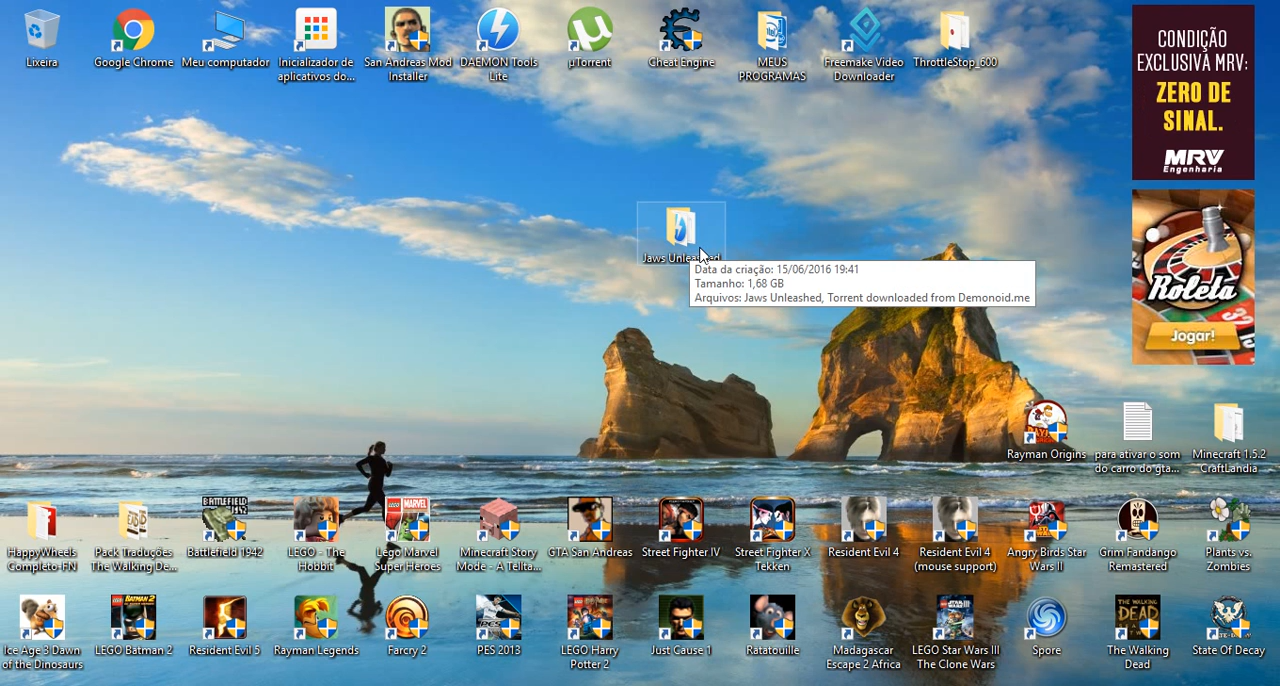 Lixeira
Google Chrome
Meu computador
Inicializador de
aplicativos do...
San Andreas Mod
Installer
DAEMON Tools
Lite
µTorrent
Cheat Engine
MEUS
PROGRAMAS
Freemake Video
Downloader
ThrottleStop_600
CONDIÇÃO
EXCLUSIVA MRV:
ZERO DE
SINAL.
MRV
Engenharia
Jaws Unleashed
Data da criação: 15/06/2016 19:41
Tamanho: 1,68 GB
Arquivos: Jaws Unleashed, Torrent downloaded from Demonoid.me
Roleta
Jogar!
Rayman Origins
para ativar o som
do carro do gta...
Minecraft 1.5.2
CraftLandia
HappyWheels
Completo-FN
Pack Traduções
The Walking De...
BATTLEFIELD
1942
Battlefield 1942
LEGO - The
Hobbit
LEGO MARVEL
Lego Marvel
Super Heroes
Minecraft Story
Mode - A Tellta...
GTA San Andreas
Street Fighter IV
Street Fighter X
Tekken
Resident Evil 4
Resident Evil 4
(mouse support)
Angry Birds Star
Wars II
Grim Fandango
Remastered
Plants vs.
Zombies
Ice Age 3 Dawn
of the Dinosaurs
LEGO Batman 2
Resident Evil 5
Rayman Legends
Farcry 2
PES 2013
LEGO Harry
Potter 2
Just Cause 1
Ratatouille
Madagascar
Escape 2 Africa
LEGO Star Wars III
The Clone Wars
Spore
THE WALKING
DEAD
The Walking
Dead
State Of Decay